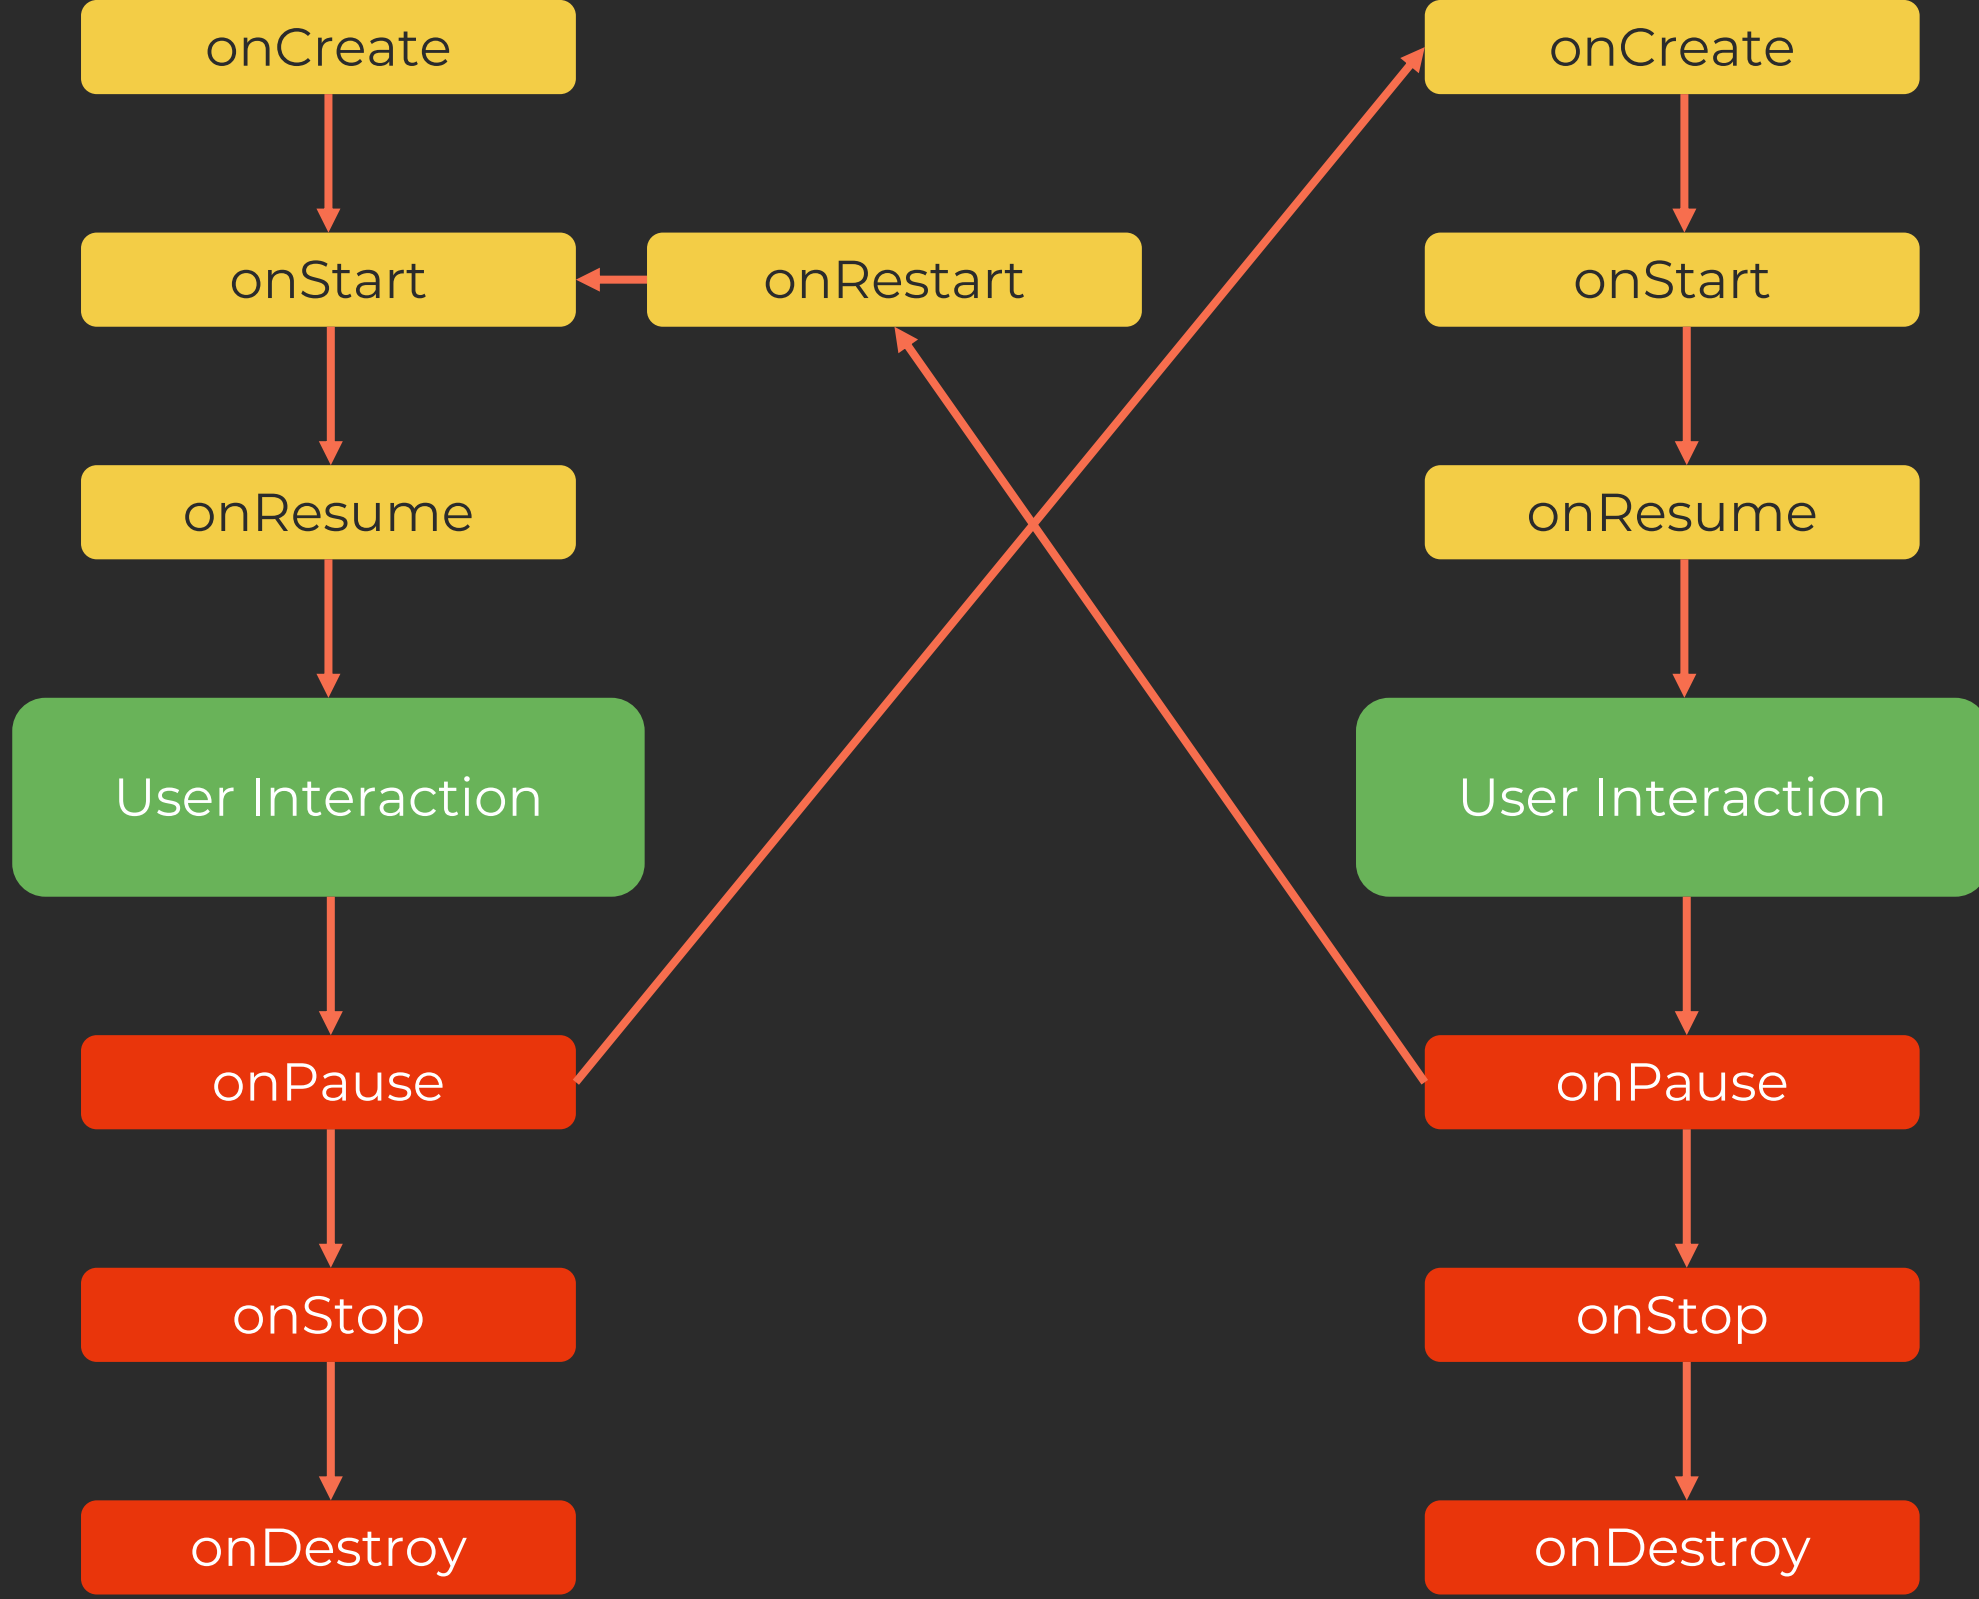 onCreate
onCreate
onStart
onRestart
onStart
onResume
onResume
User Interaction
User Interaction
onPause
onPause
onStop
onStop
onDestroy
onDestroy